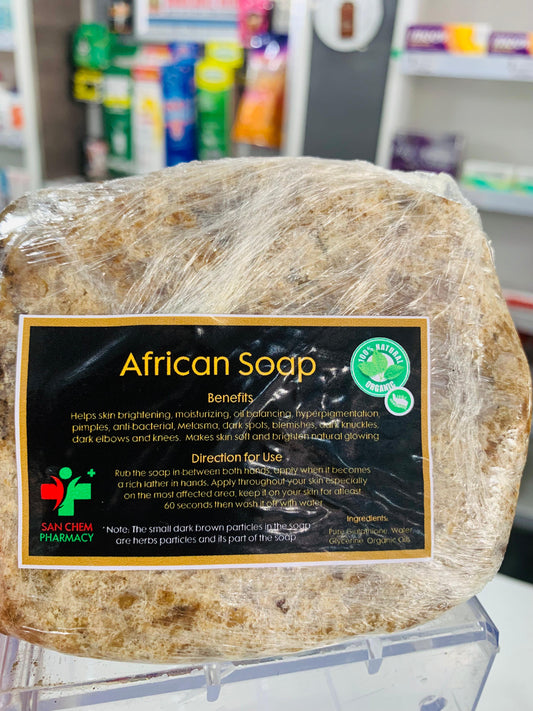 African Soap
100% NATURAL
ORGANIC
Benefits
Helps skin brightening, moisturizing, oil balancing, hyperpigmentation,
pimples, anti-bacterial, Melasma, dark spots, blemishes, dark knuckles,
dark elbows and knees. Makes skin soft and brighten natural glowing
Direction for Use
Rub the soap in between both hands, apply when it becomes
a rich lather in hands. Apply throughout your skin especially
on the most affected area, keep it on your skin for atleast
60 seconds then wash it off with water
SAN CHEM
PHARMACY
*Note: The small dark brown particles in the soap
are herbs particles and its part of the soap
Ingredients:
Pure Glutathione, Water
Glycerine, Organic Oils